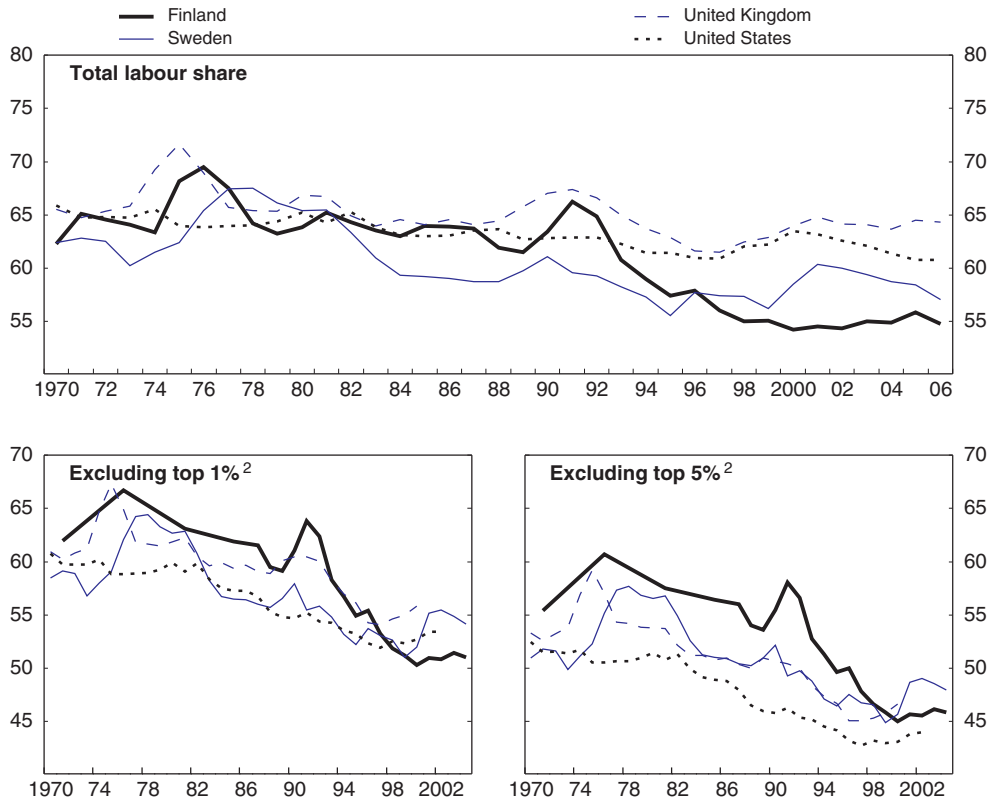 Finland
Sweden
United Kingdom
United States
Total labour share
80
75
70
65
60
55
80
75
70
65
60
55
1970 72 74 76 78 80 82 84 86 88 90 92 94 96 98 2000 02 04 06
Excluding top 1% 2
70
65
60
55
50
45
1970 74 78 82 86 90 94 98 2002
Excluding top 5% 2
70
65
60
55
50
45
1970 74 78 82 86 90 94 98 2002